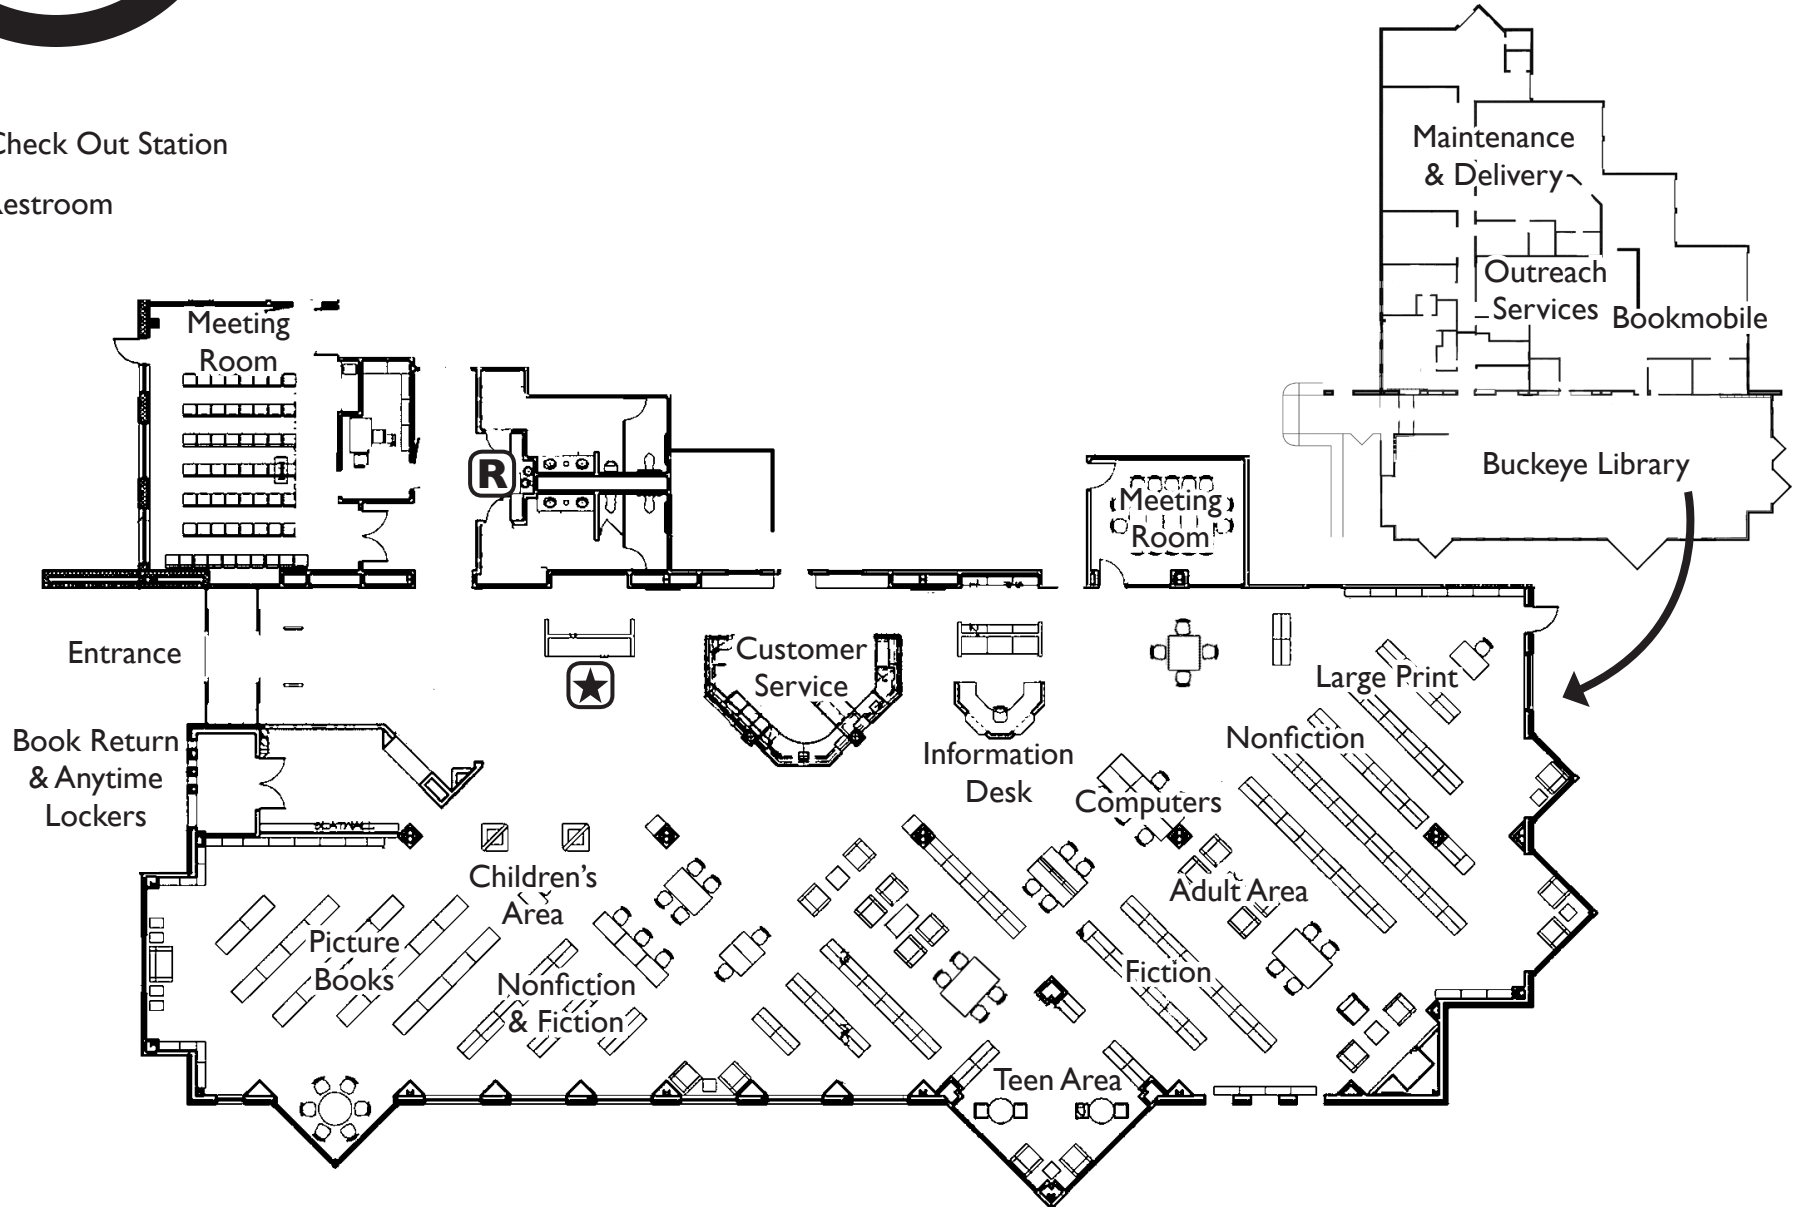 Check Out Station
Restroom
Maintenance
& Delivery
Outreach
Services
Bookmobile
Buckeye Library
Meeting
Room
R
Meeting
Room
Entrance
Customer
Service
Large Print
Book Return
& Anytime
Lockers
Information
Desk
Nonfiction
Computers
SLATWALL
Children's
Area
Adult Area
Picture
Books
Nonfiction
& Fiction
Fiction
Teen Area